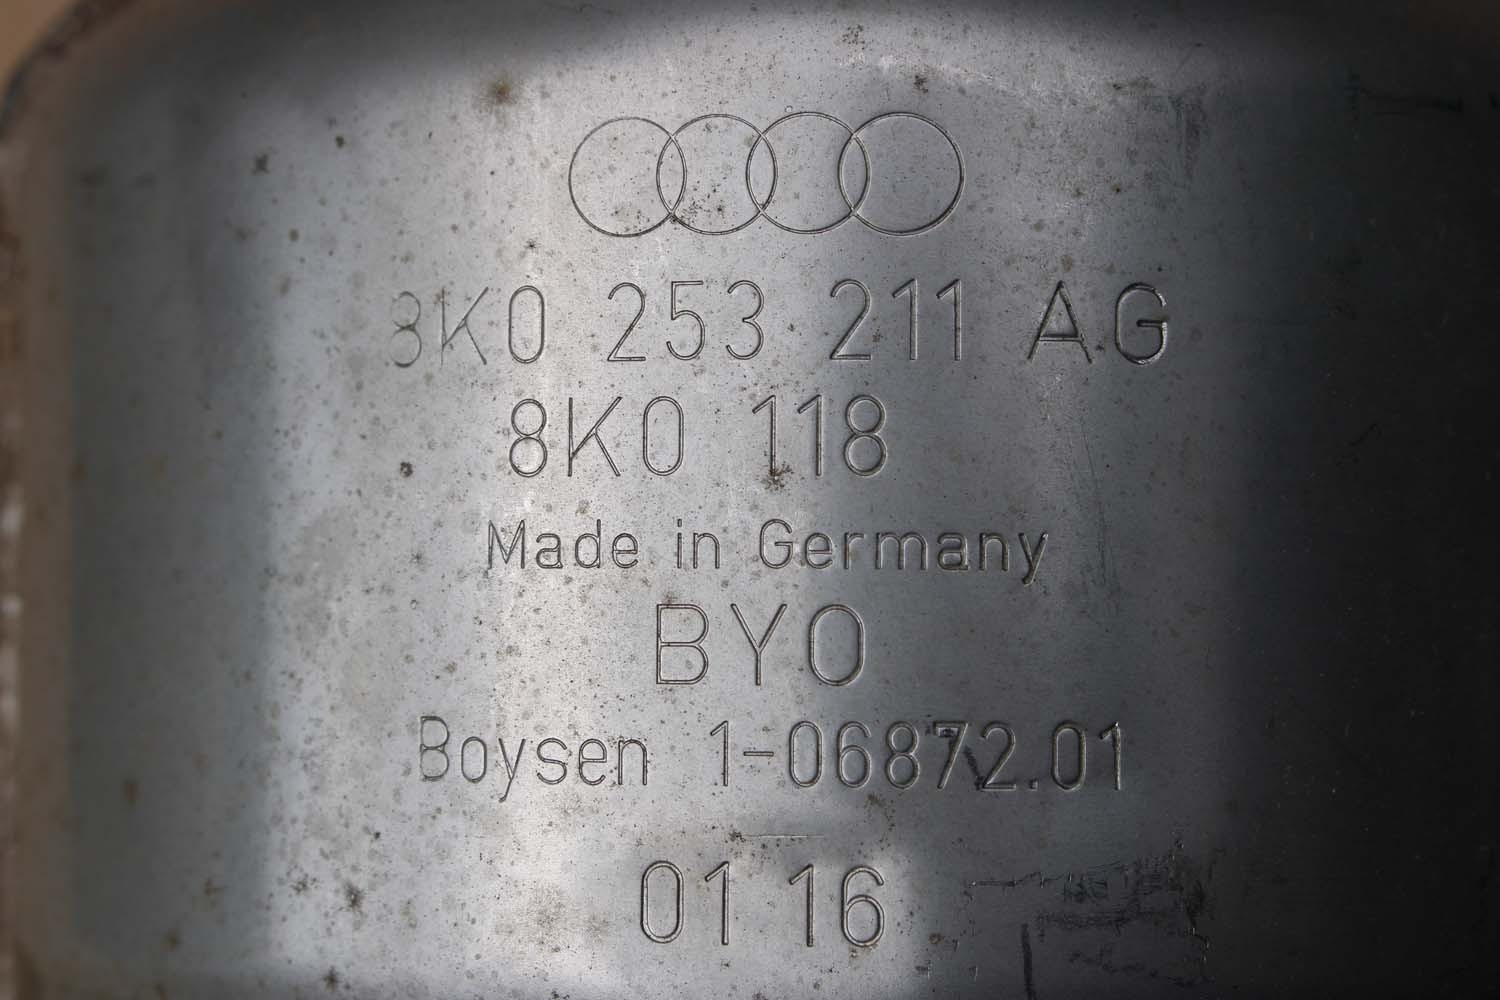 8K0 253 211 AG
8K0 118
Made in Germany
BYO
Boysen 1-06872.01
01 16